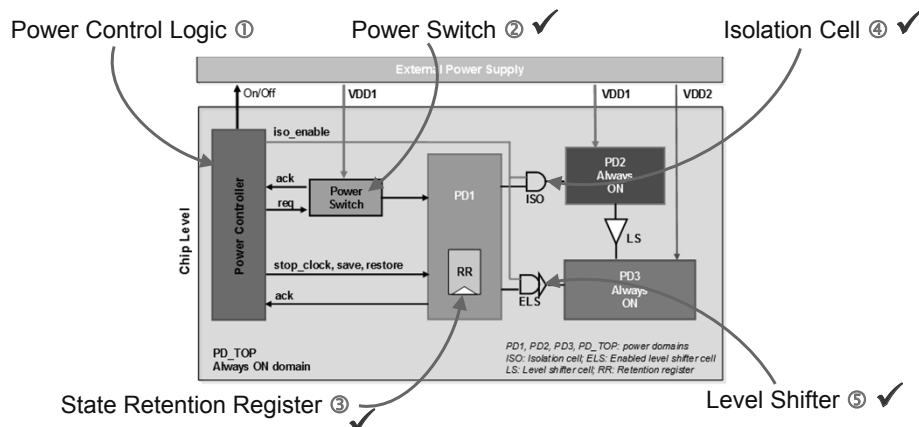 Power Control Logic ①
Power Switch ② ✔
Isolation Cell ④ ✔
External Power Supply
On/Off
VDD1
VDD1
VDD2
iso_enable
PD2
Always
ON
ack
Power
Switch
PD1
ISO
req
Chip Level
Power Controller
LS
stop_clock, save, restore
RR
PD3
Always
ON
ack
ELS
PD_TOP
Always ON domain
PD1, PD2, PD3, PD_TOP: power domains
ISO: Isolation cell; ELS: Enabled level shifter cell
LS: Level shifter cell; RR: Retention register
State Retention Register ③ ✔
Level Shifter ⑤ ✔